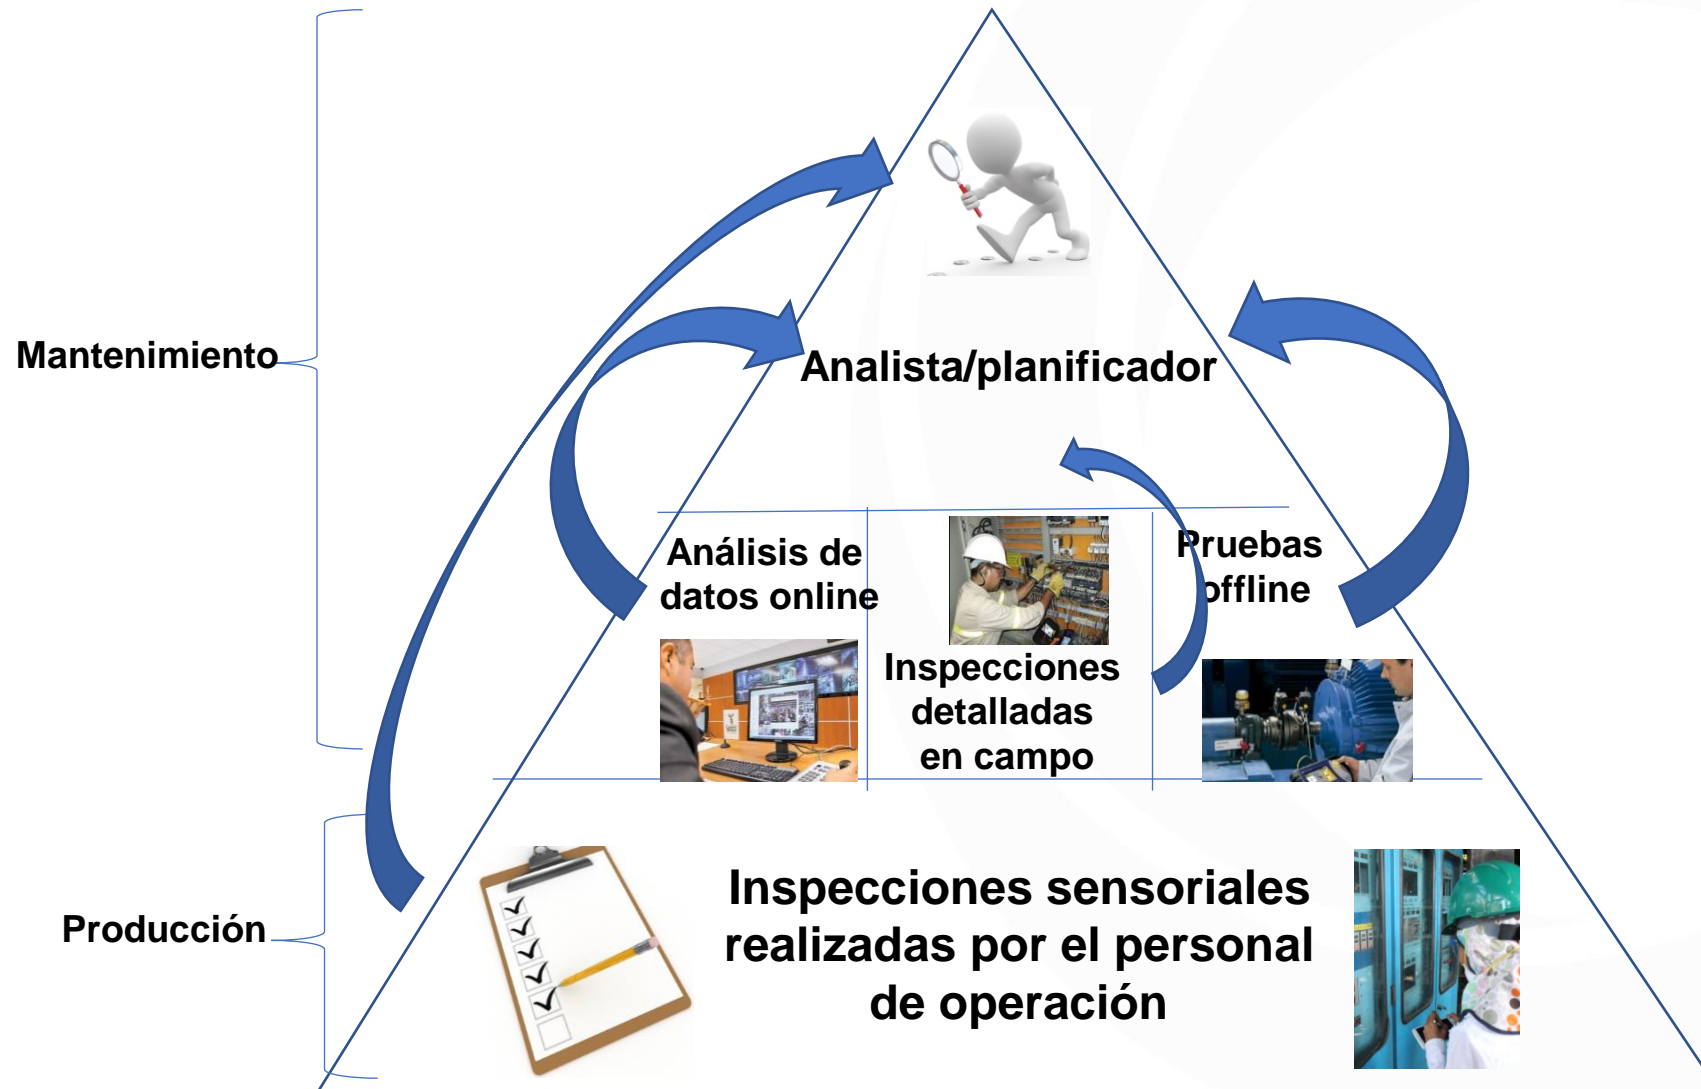 Mantenimiento
Analista/planificador
Análisis de
datos online
Inspecciones
detalladas
en campo
Pruebas
offline
Producción
Inspecciones sensoriales
realizadas por el personal
de operación